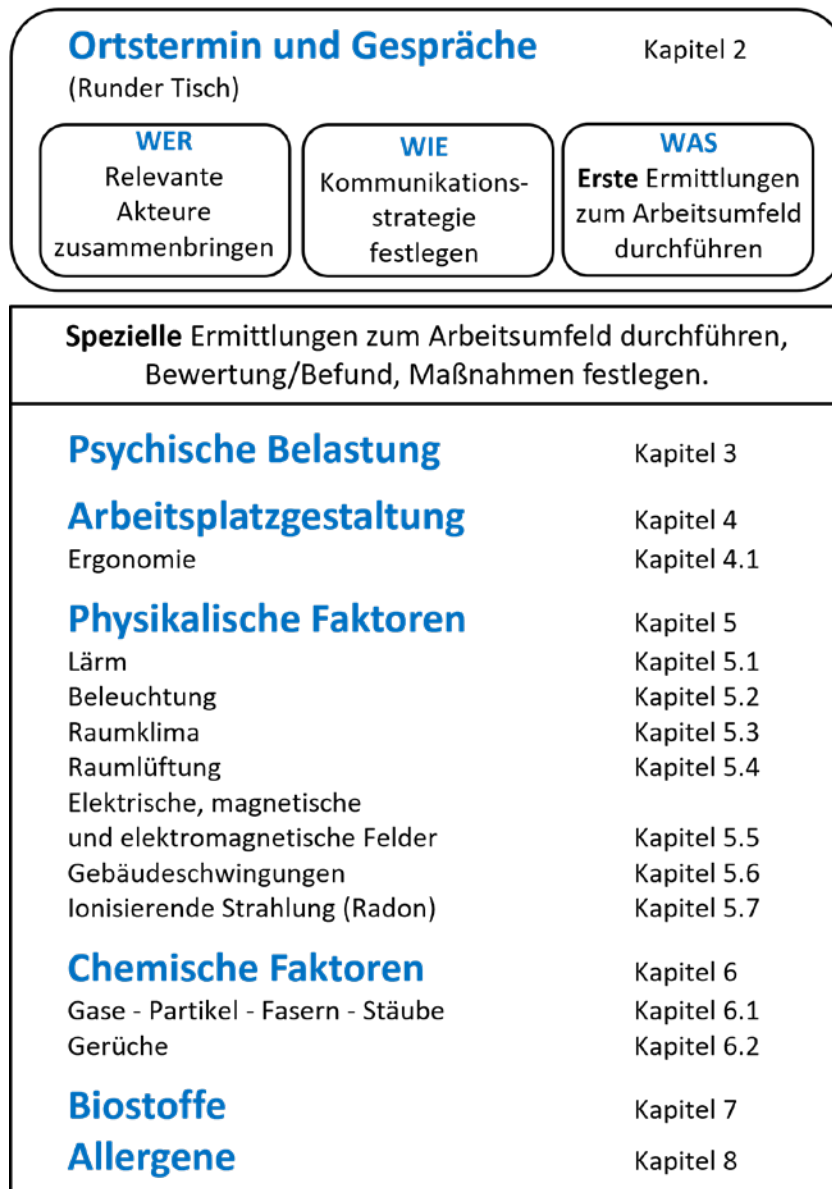 Ortstermin und Gespräche Kapitel 2
(Runder Tisch)
WER
Relevante
Akteure
zusammenbringen
WIE
Kommunikations-
strategie
festlegen
WAS
Erste Ermittlungen
zum Arbeitsumfeld
durchführen
Spezielle Ermittlungen zum Arbeitsumfeld durchführen,
Bewertung/Befund, Maßnahmen festlegen.
Psychische Belastung Kapitel 3
Arbeitsplatzgestaltung Kapitel 4
Ergonomie Kapitel 4.1
Physikalische Faktoren Kapitel 5
Lärm Kapitel 5.1
Beleuchtung Kapitel 5.2
Raumklima Kapitel 5.3
Raumlüftung Kapitel 5.4
Elektrische, magnetische
und elektromagnetische Felder Kapitel 5.5
Gebäudeschwingungen Kapitel 5.6
Ionisierende Strahlung (Radon) Kapitel 5.7
Chemische Faktoren Kapitel 6
Gase - Partikel - Fasern - Stäube Kapitel 6.1
Gerüche Kapitel 6.2
Biostoffe Kapitel 7
Allergene Kapitel 8